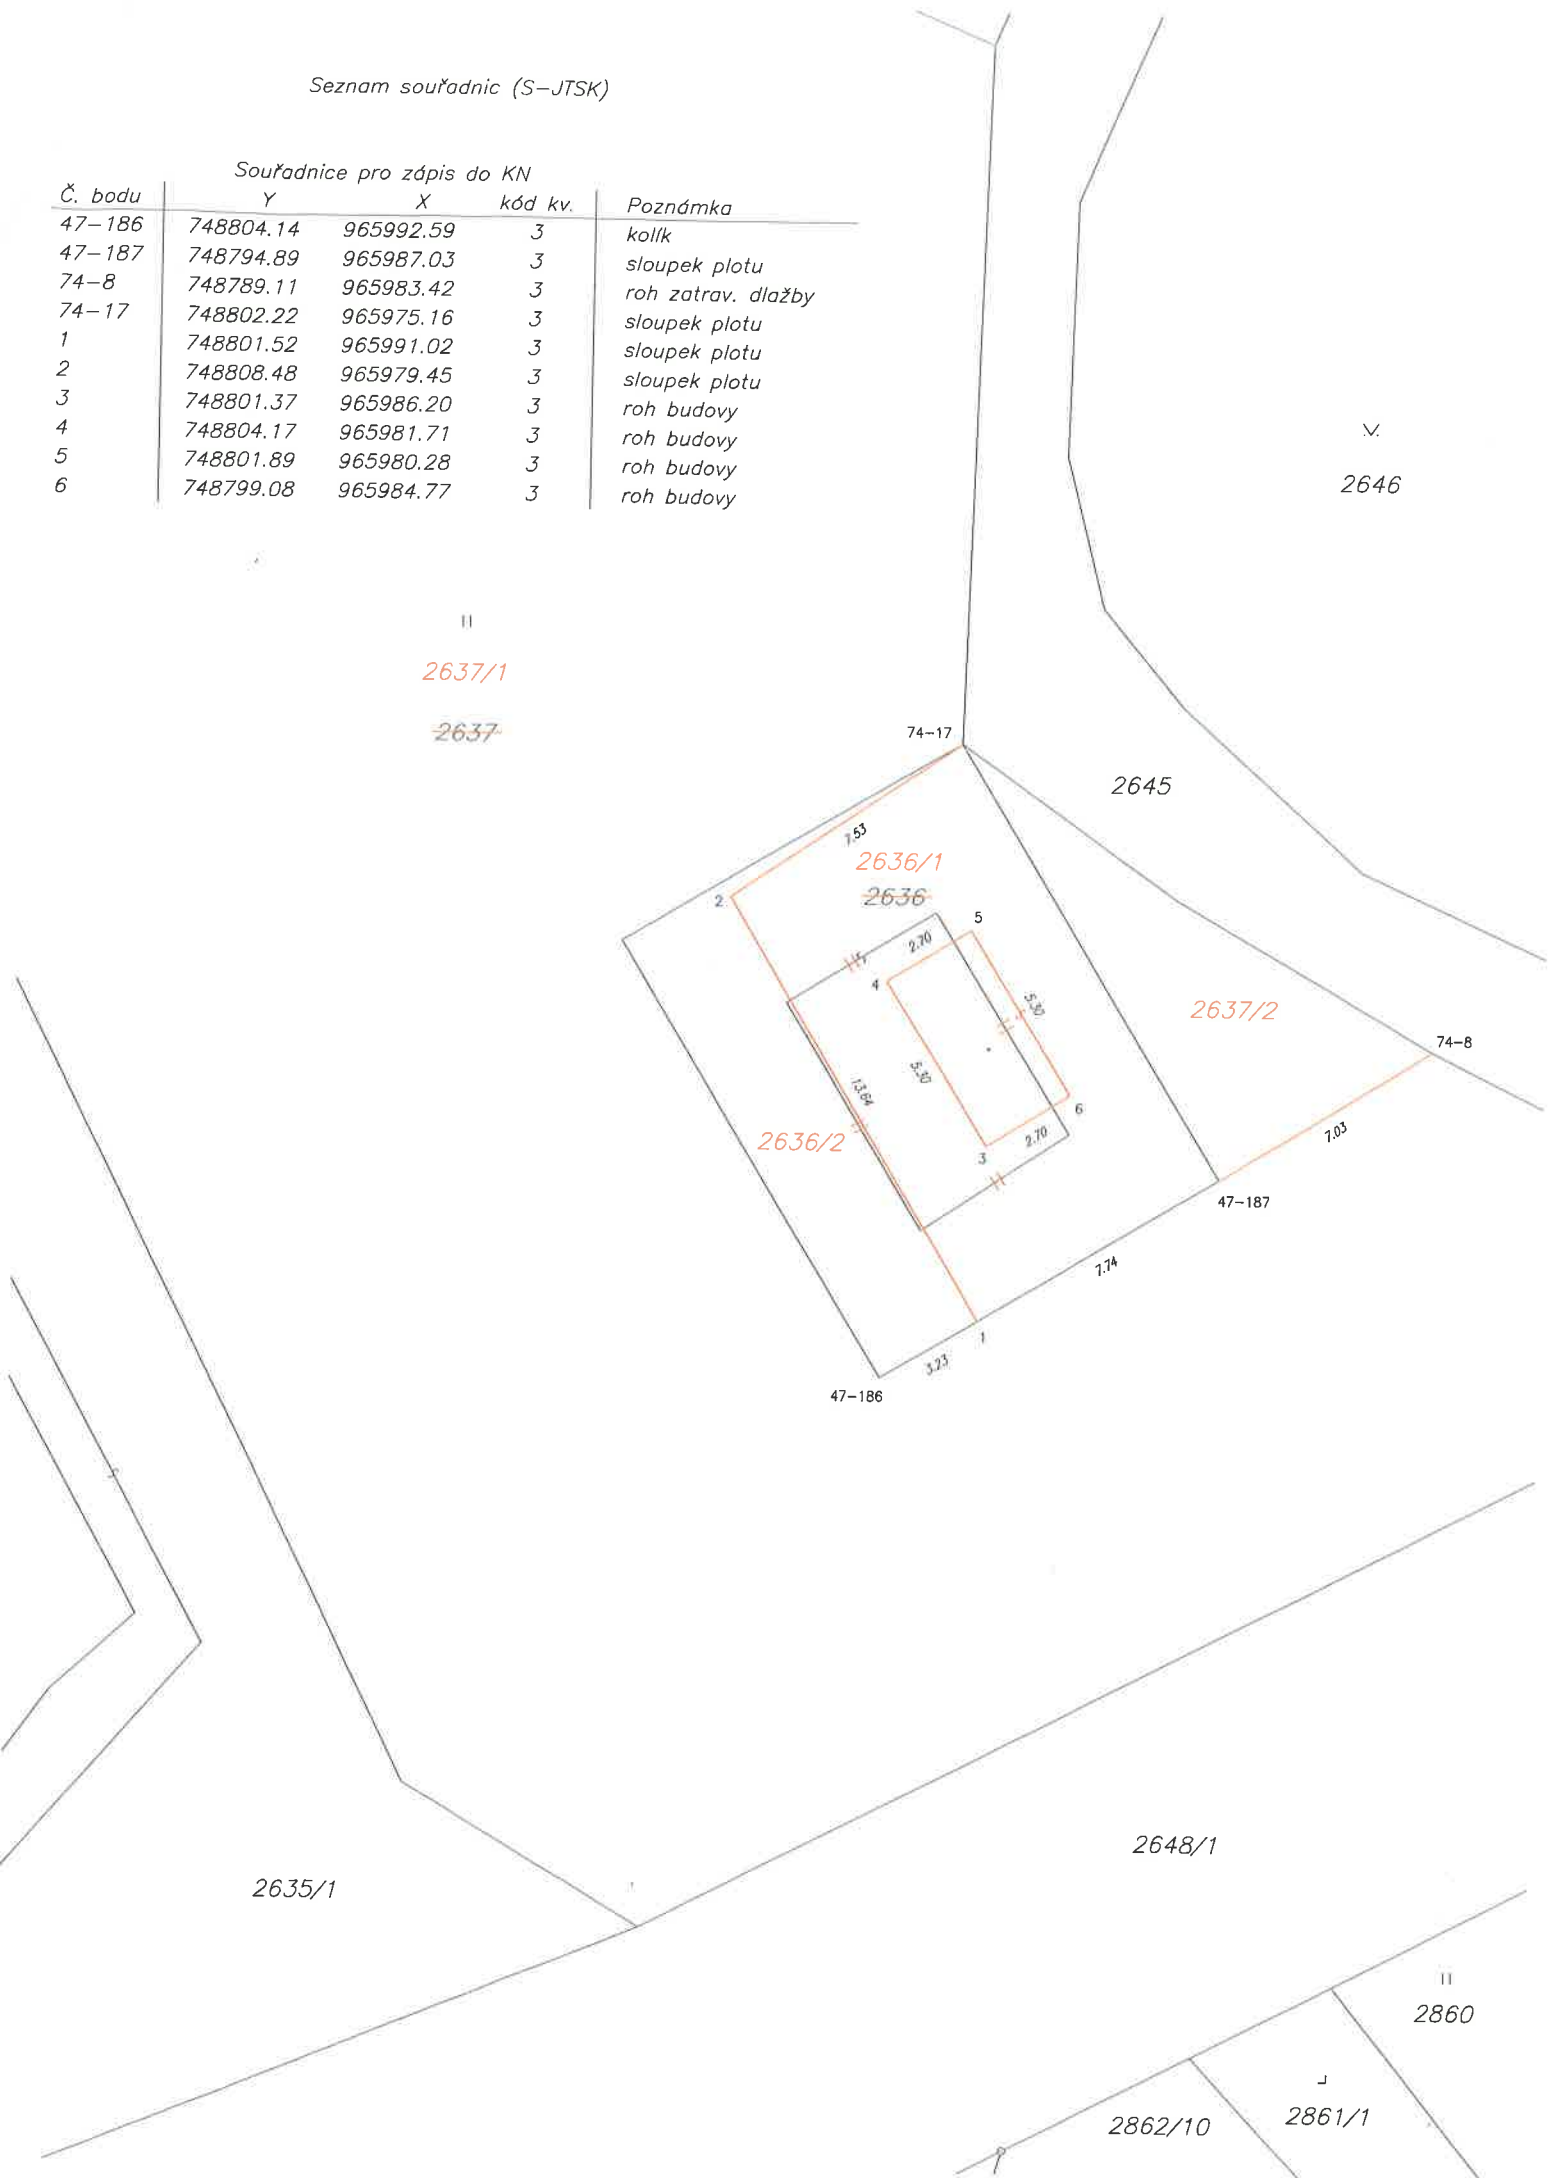 Seznam souřadnic (S-JTSK)
Souřadnice pro zápis do KN
Č. bodu Y X kód kv. Poznámka
47-186 748804.14 965992.59 3 kolík
47-187 748794.89 965987.03 3 sloupek plotu
74-8 748789.11 965983.42 3 roh zatrav. dlažby
74-17 748802.22 965975.16 3 sloupek plotu
1 748801.52 965991.02 3 sloupek plotu
2 748808.48 965979.45 3 sloupek plotu
3 748801.37 965986.20 3 roh budovy
4 748804.17 965981.71 3 roh budovy
5 748801.89 965980.28 3 roh budovy
6 748799.08 965984.77 3 roh budovy
2646
2637/1
2637
74-17
2645
7.53
2636/1
2636
2
5
2.70
4
5.30
2637/2
74-8
5.30
13.64
6
2636/2
2.70
3
7.03
47-187
7.74
1
3.23
47-186
2648/1
2635/1
2860
2861/1
2862/10